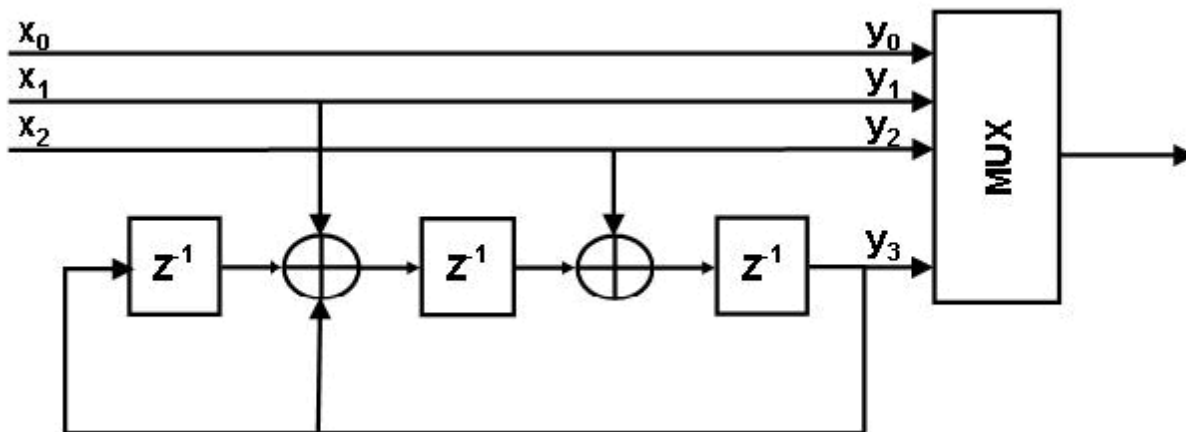 x₀ y₀
x₁ y₁
x₂ y₂
MUX
z⁻¹ z⁻¹ z⁻¹ y₃